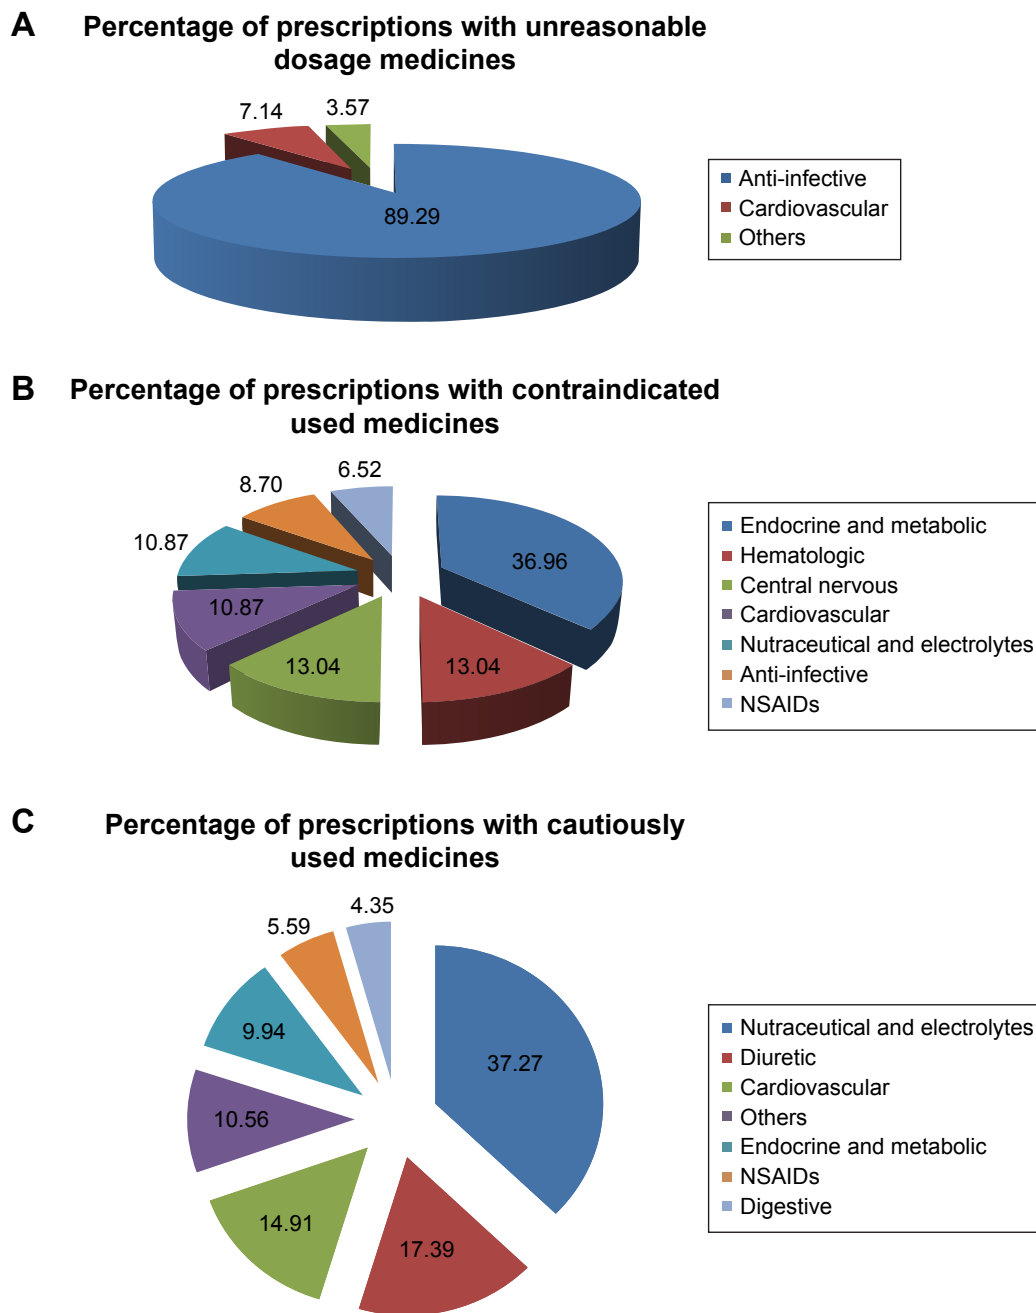 A
Percentage of prescriptions with unreasonable
dosage medicines
7.14
3.57
89.29
Anti-infective
Cardiovascular
Others
B
Percentage of prescriptions with contraindicated
used medicines
6.52
8.70
10.87
36.96
10.87
13.04
13.04
Endocrine and metabolic
Hematologic
Central nervous
Cardiovascular
Nutraceutical and electrolytes
Anti-infective
NSAIDs
C
Percentage of prescriptions with cautiously
used medicines
4.35
5.59
9.94
37.27
10.56
14.91
17.39
Nutraceutical and electrolytes
Diuretic
Cardiovascular
Others
Endocrine and metabolic
NSAIDs
Digestive